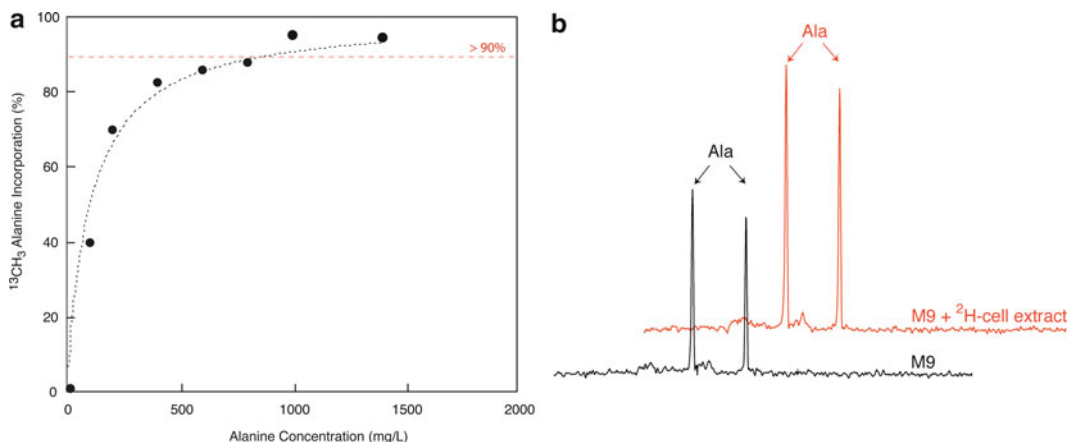 a
100
80
60
40
20
0
¹³CH₃ Alanine Incorporation (%)
> 90%
0 500 1000 1500 2000
Alanine Concentration (mg/L)
b
Ala
Ala
M9 + ²H-cell extract
M9